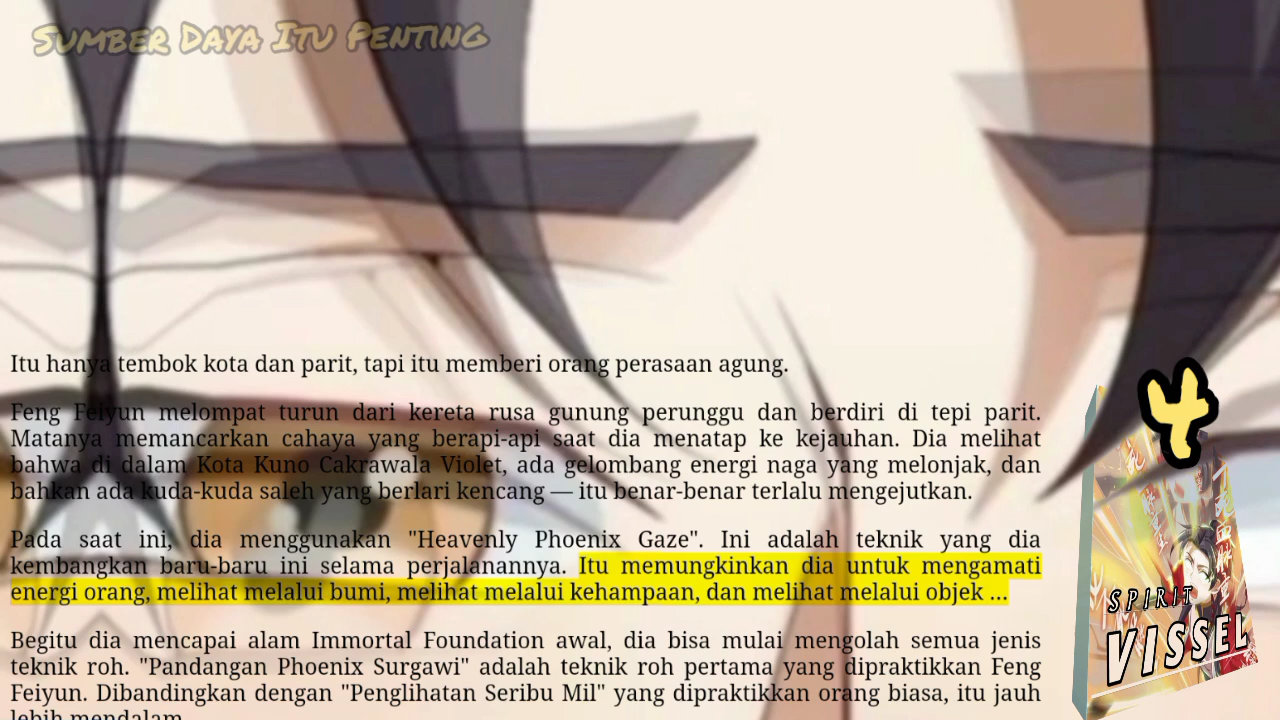 Sumber Daya Itu Penting
Itu hanya tembok kota dan parit, tapi itu memberi orang perasaan agung.
Feng Feiyun melompat turun dari kereta rusa gunung perunggu dan berdiri di tepi parit.
Matanya memancarkan cahaya yang berapi-api saat dia menatap ke kejauhan. Dia melihat
bahwa di dalam Kota Kuno Cakrawala Violet, ada gelombang energi naga yang melonjak, dan
bahkan ada kuda-kuda saleh yang berlari kencang — itu benar-benar terlalu mengejutkan.
Pada saat ini, dia menggunakan "Heavenly Phoenix Gaze". Ini adalah teknik yang dia
kembangkan baru-baru ini selama perjalanannya. Itu memungkinkan dia untuk mengamati
energi orang, melihat melalui bumi, melihat melalui kehampaan, dan melihat melalui objek ...
Begitu dia mencapai alam Immortal Foundation awal, dia bisa mulai mengolah semua jenis
teknik roh. "Pandangan Phoenix Surgawi" adalah teknik roh pertama yang dipraktikkan Feng
Feiyun. Dibandingkan dengan "Penglihatan Seribu Mil" yang dipraktikkan orang biasa, itu jauh
lebih mendalam.
4
SPIRIT
VISSEL